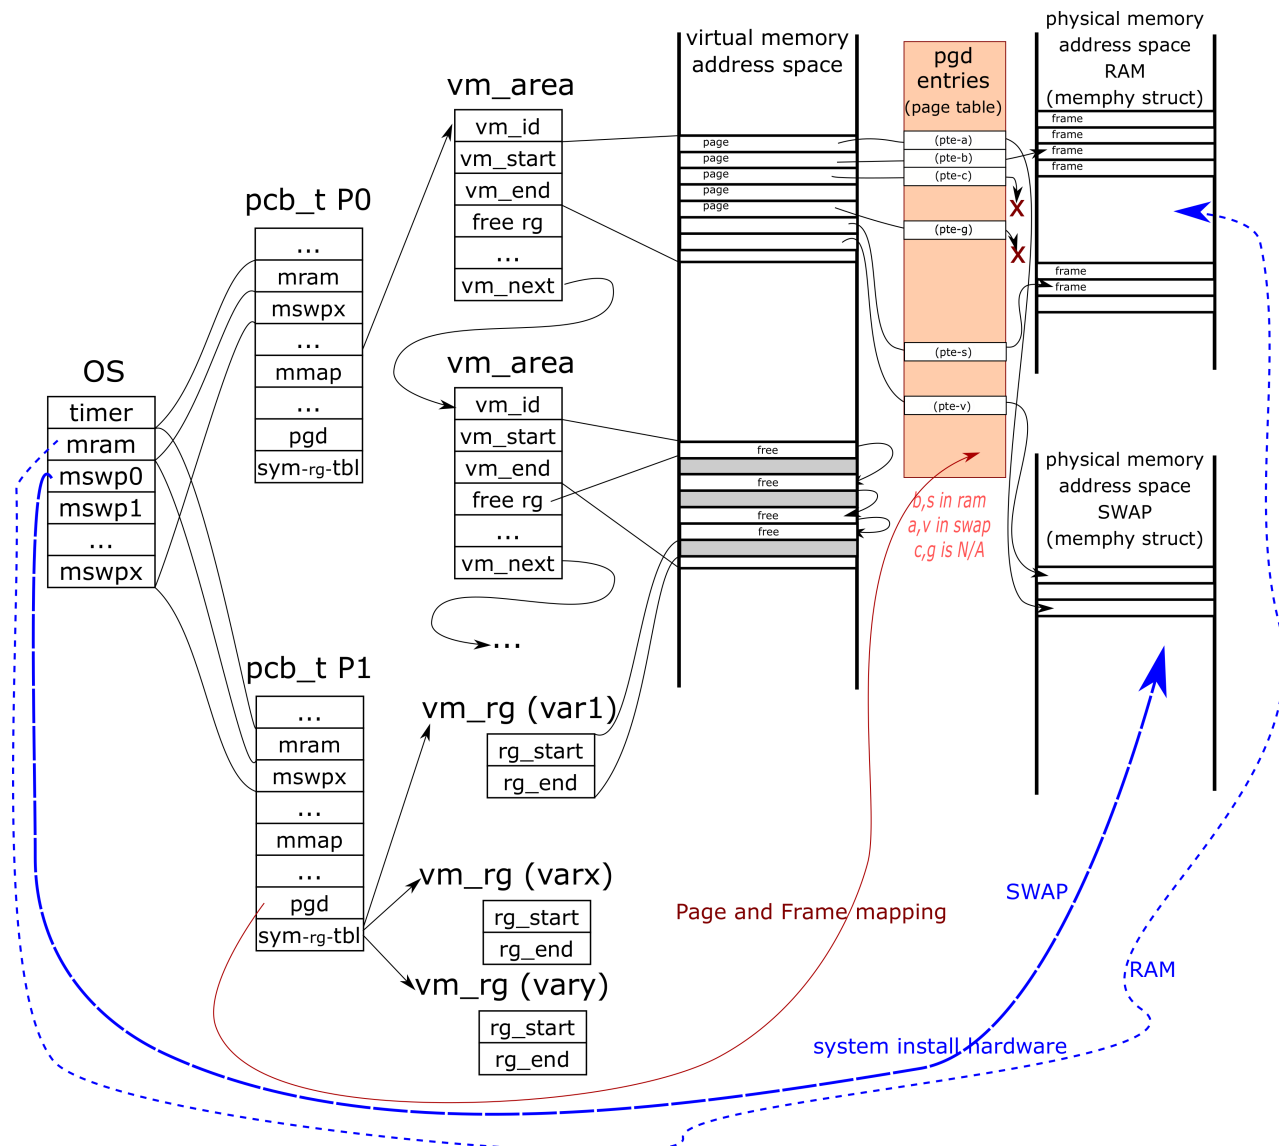 OS
timer
mram
mswp0
mswp1
...
mswpx
pcb_t P0
...
mram
mswpx
...
mmap
...
pgd
sym-rg-tbl
pcb_t P1
...
mram
mswpx
...
mmap
...
pgd
sym-rg-tbl
vm_area
vm_id
vm_start
vm_end
free rg
...
vm_next
vm_area
vm_id
vm_start
vm_end
free rg
...
vm_next
...
vm_rg (var1)
rg_start
rg_end
vm_rg (varx)
rg_start
rg_end
vm_rg (vary)
rg_start
rg_end
virtual memory
address space
page
page
page
page
page
free
free
free
free
pgd
entries
(page table)
(pte-a)
(pte-b)
(pte-c)
X
(pte-g)
X
(pte-s)
(pte-v)
b,s in ram
a,v in swap
c,g is N/A
physical memory
address space
RAM
(memphy struct)
frame
frame
frame
frame
frame
frame
physical memory
address space
SWAP
(memphy struct)
Page and Frame mapping
SWAP
RAM
system install hardware